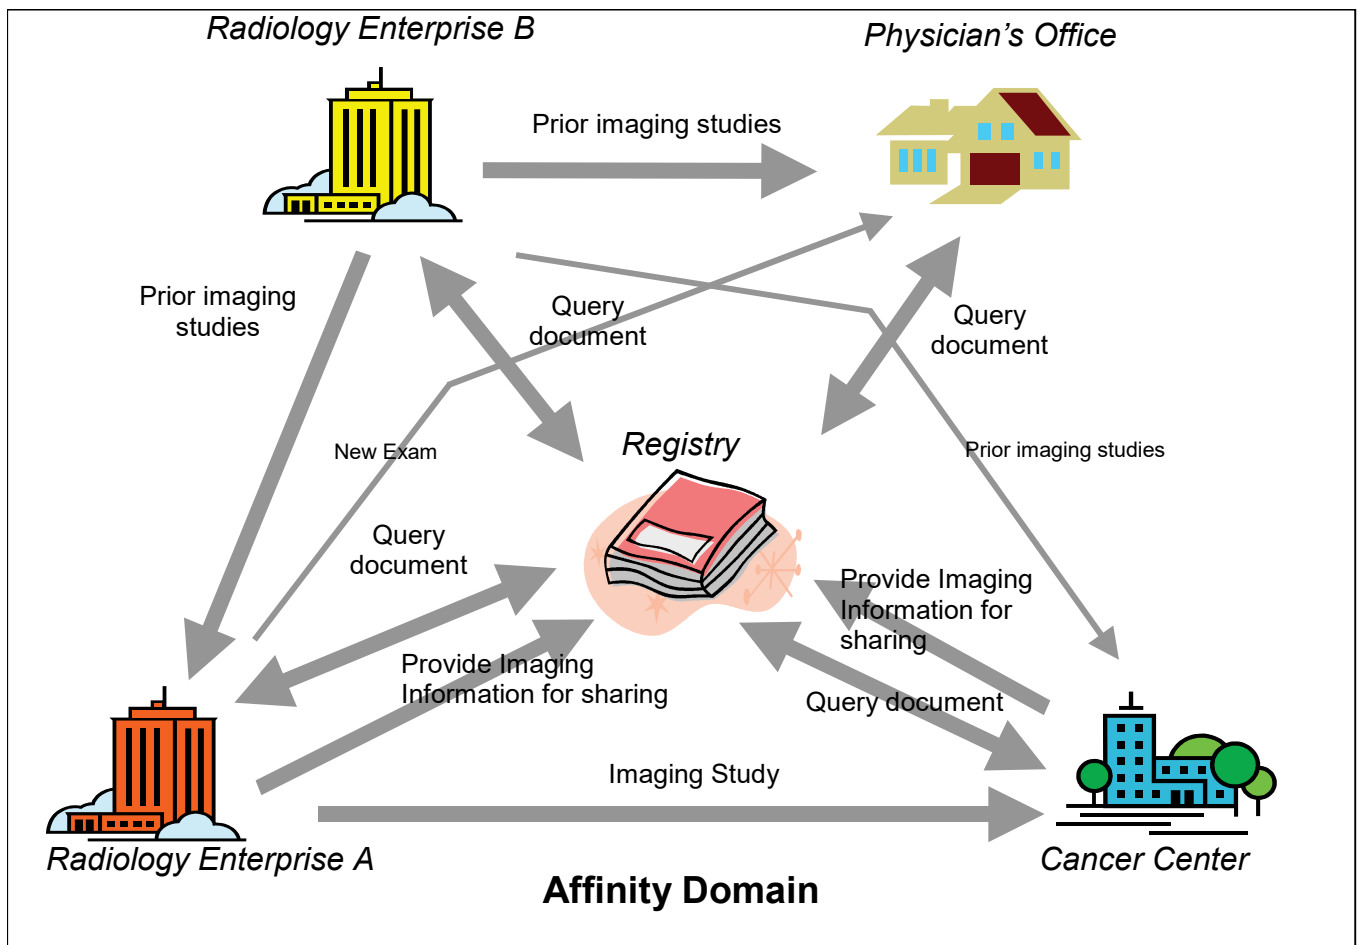 Radiology Enterprise B
Physician's Office
Prior imaging studies
Prior imaging
studies
Query
document
Query
document
New Exam
Registry
Prior imaging studies
Query
document
Provide Imaging
Information for
sharing
Provide Imaging
Information for sharing
Query document
Imaging Study
Radiology Enterprise A
Cancer Center
Affinity Domain